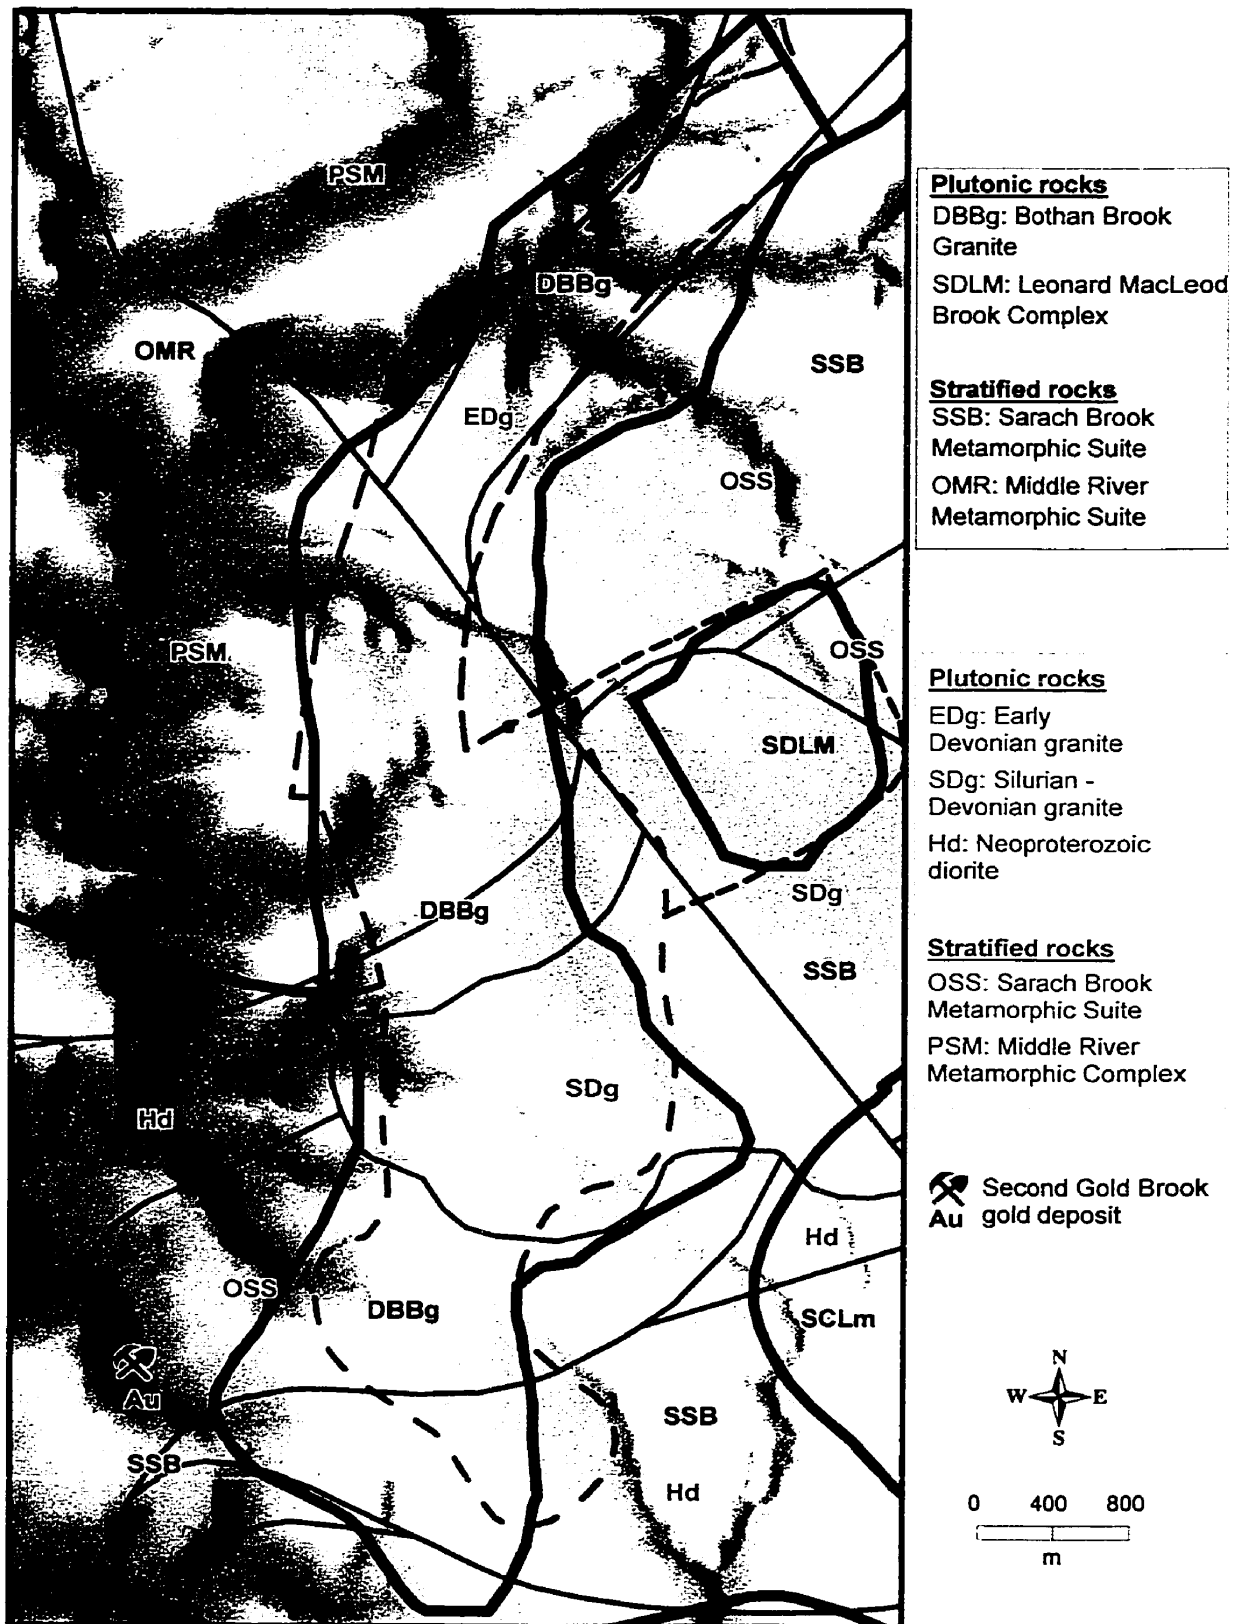 PSM
DBBg
OMR
SSB
EDg
OSS
PSM
OSS
SDLM
SDg
DBBg
SSB
SDg
Hd
Hd
OSS
DBBg
SCLm
Au
SSB
SSB
Hd
Plutonic rocks
DBBg: Bothan Brook
Granite
SDLM: Leonard MacLeod
Brook Complex
Stratified rocks
SSB: Sarach Brook
Metamorphic Suite
OMR: Middle River
Metamorphic Suite
Plutonic rocks
EDg: Early
Devonian granite
SDg: Silurian -
Devonian granite
Hd: Neoproterozoic
diorite
Stratified rocks
OSS: Sarach Brook
Metamorphic Suite
PSM: Middle River
Metamorphic Complex
Second Gold Brook
Au gold deposit
N
W E
S
0 400 800
m